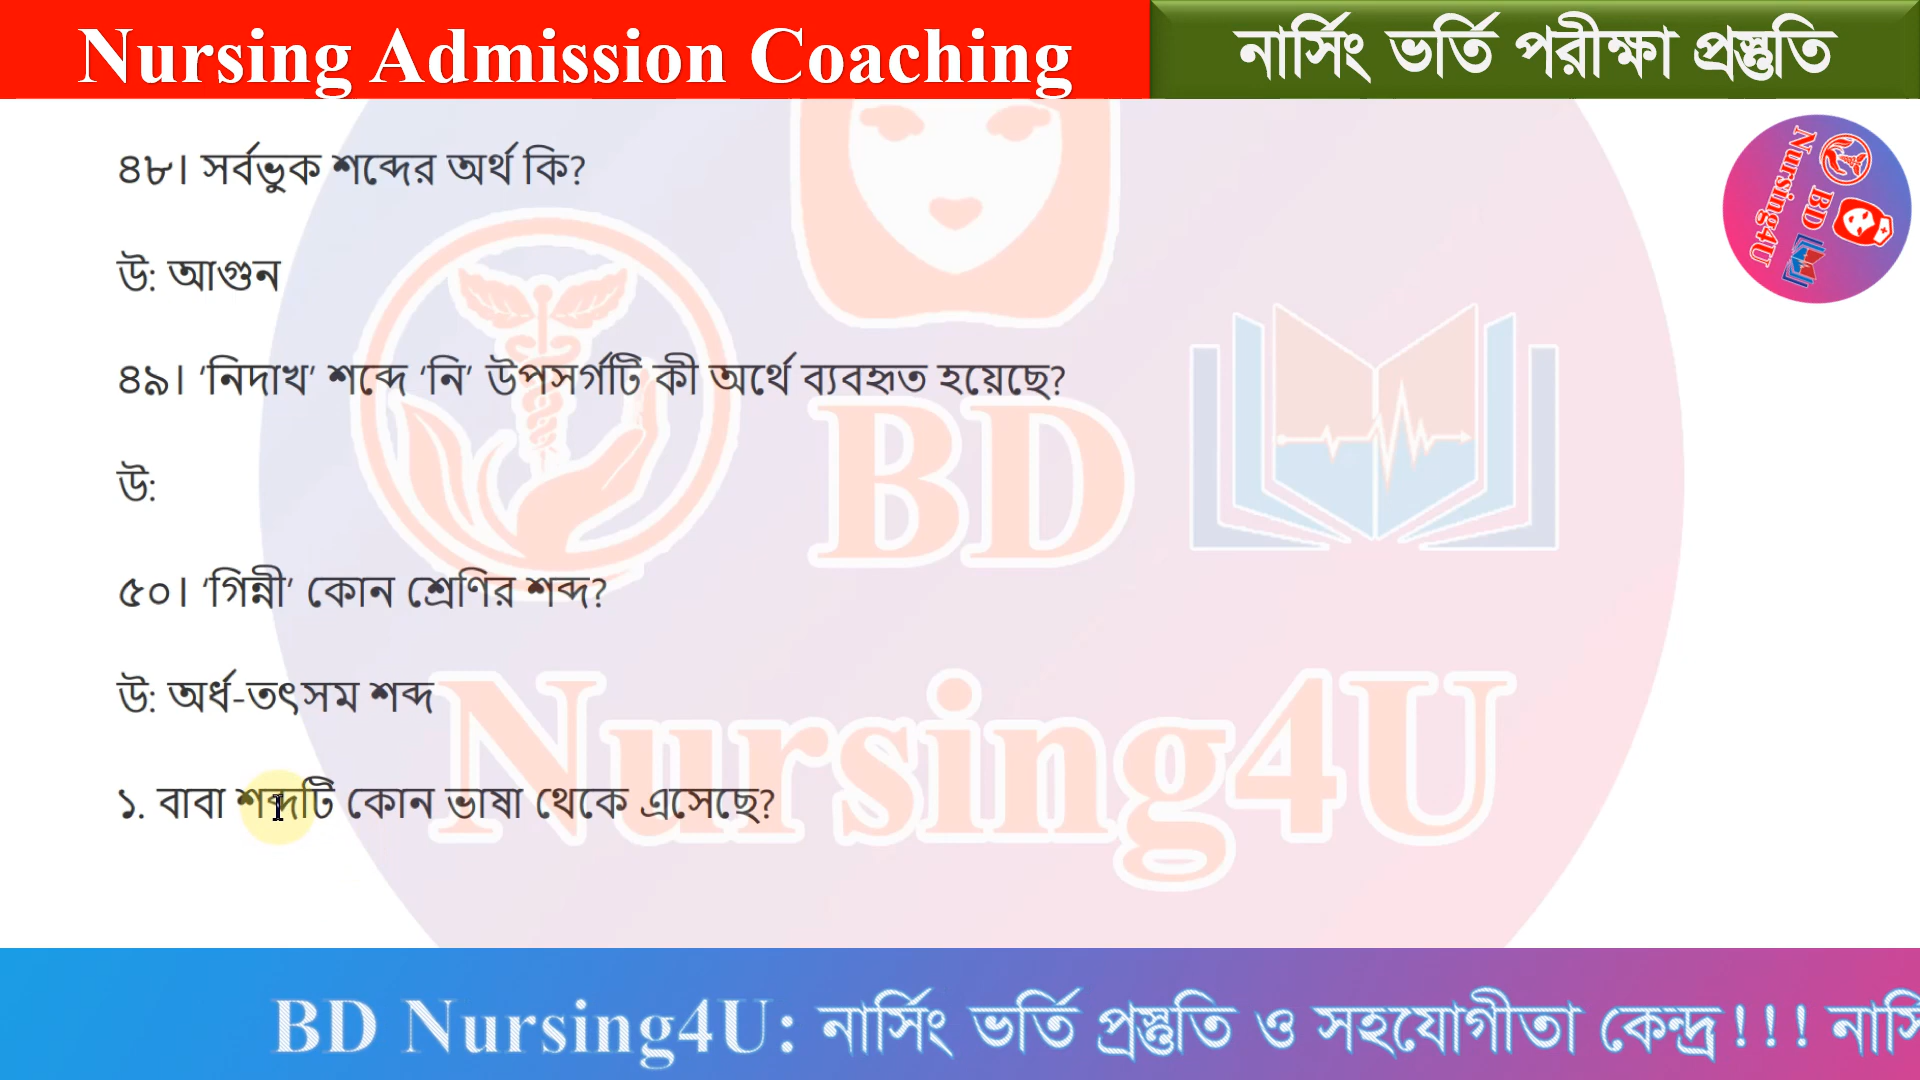 Nursing Admission Coaching
নার্সিং ভর্তি পরীক্ষা প্রস্তুতি
৪৮। সর্বভুক শব্দের অর্থ কি?
উ: আগুন
৪৯। ‘নিদাখ’ শব্দে ‘নি’ উপসর্গটি কী অর্থে ব্যবহৃত হয়েছে?
উ:
৫০। ‘গিন্নী’ কোন শ্রেণির শব্দ?
উ: অর্ধ-তৎসম শব্দ
১. বাবা শব্দটি কোন ভাষা থেকে এসেছে?
BD
Nursing4U
BD
Nursing4U
BD Nursing4U: নার্সিং ভর্তি প্রস্তুতি ও সহযোগীতা কেন্দ্র!!! নার্সি